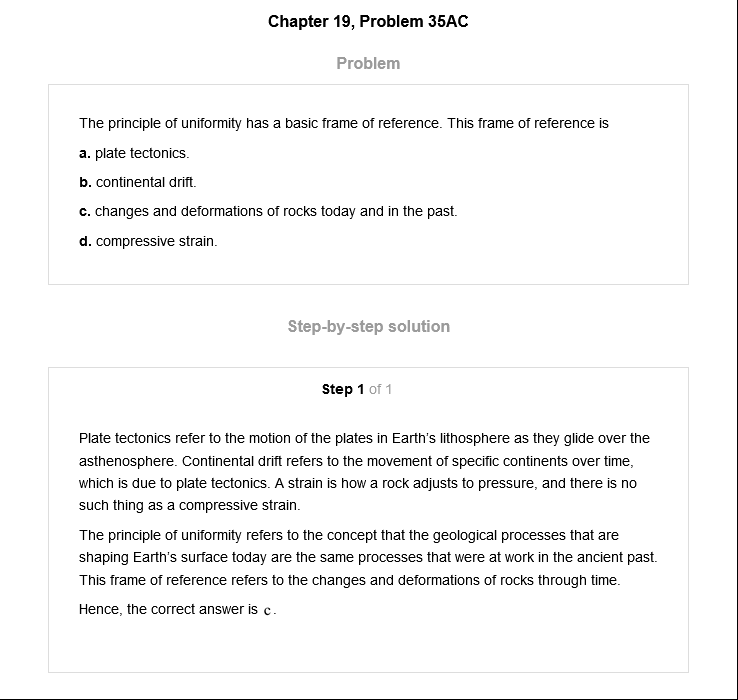 Chapter 19, Problem 35AC
Problem
The principle of uniformity has a basic frame of reference. This frame of reference is
a. plate tectonics.
b. continental drift.
c. changes and deformations of rocks today and in the past.
d. compressive strain.
Step-by-step solution
Step 1 of 1
Plate tectonics refer to the motion of the plates in Earth's lithosphere as they glide over the
asthenosphere. Continental drift refers to the movement of specific continents over time,
which is due to plate tectonics. A strain is how a rock adjusts to pressure, and there is no
such thing as a compressive strain.
The principle of uniformity refers to the concept that the geological processes that are
shaping Earth's surface today are the same processes that were at work in the ancient past.
This frame of reference refers to the changes and deformations of rocks through time.
Hence, the correct answer is c.